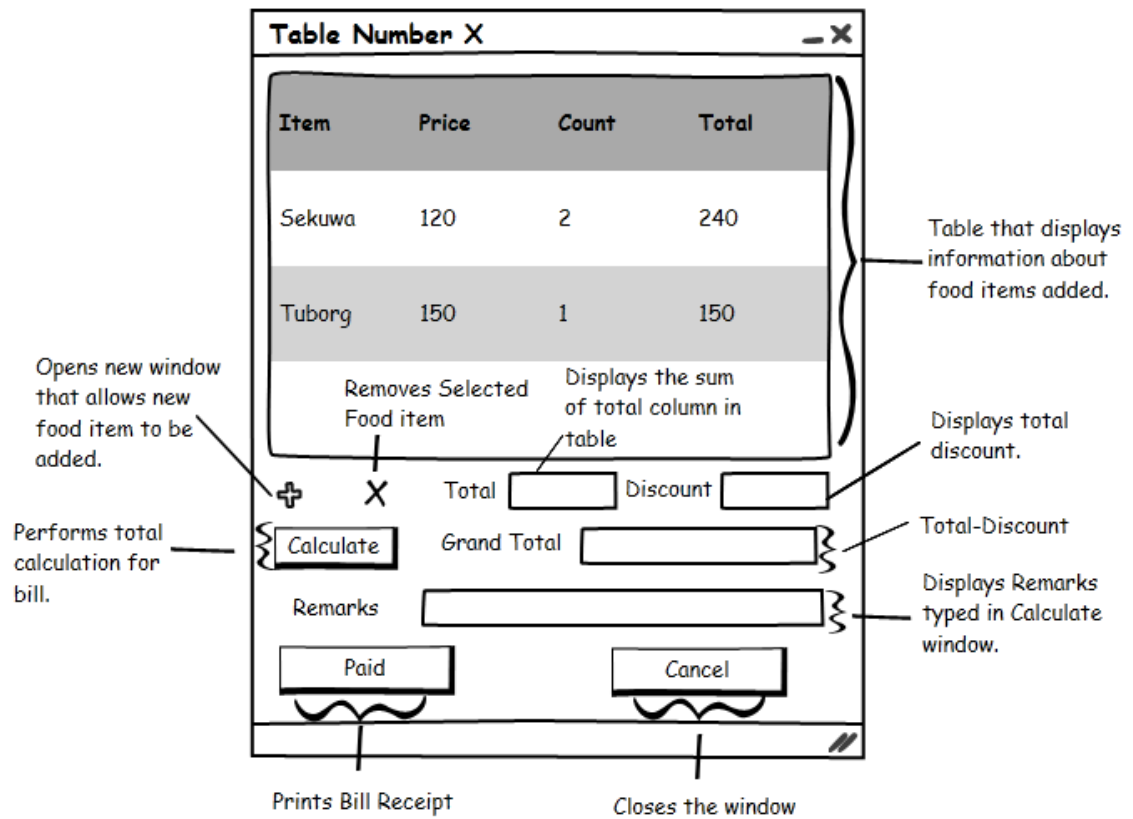 Table Number X
Item Price Count Total
Sekuwa 120 2 240
Tuborg 150 1 150
Table that displays
information about
food items added.
Opens new window
that allows new
food item to be
added.
Removes Selected
Food item
Displays the sum
of total column in
table
Displays total
discount.
Total Discount
Performs total
calculation for
bill.
Calculate
Grand Total
Total-Discount
Remarks
Displays Remarks
typed in Calculate
window.
Paid Cancel
Prints Bill Receipt
Closes the window